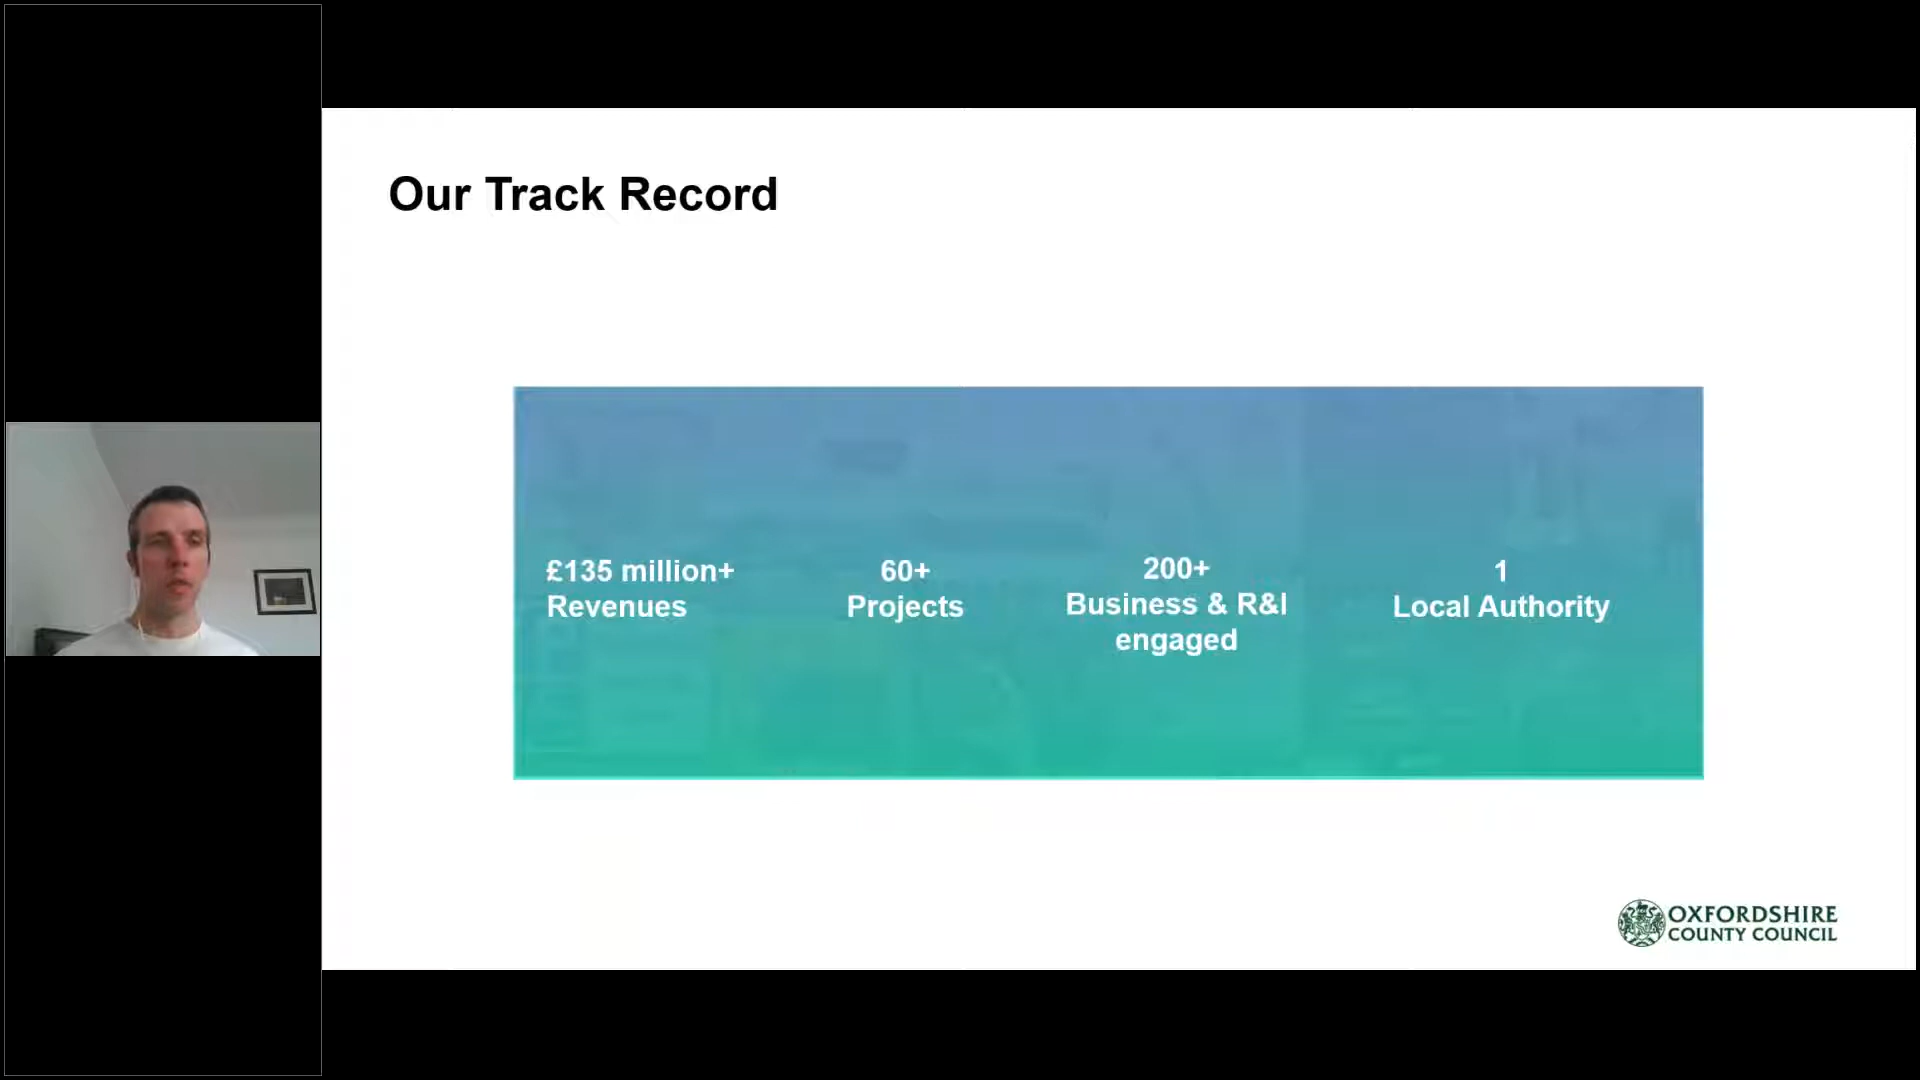 Our Track Record
£135 million+
Revenues
60+
Projects
200+
Business & R&I
engaged
1
Local Authority
OXFORDSHIRE
COUNTY COUNCIL